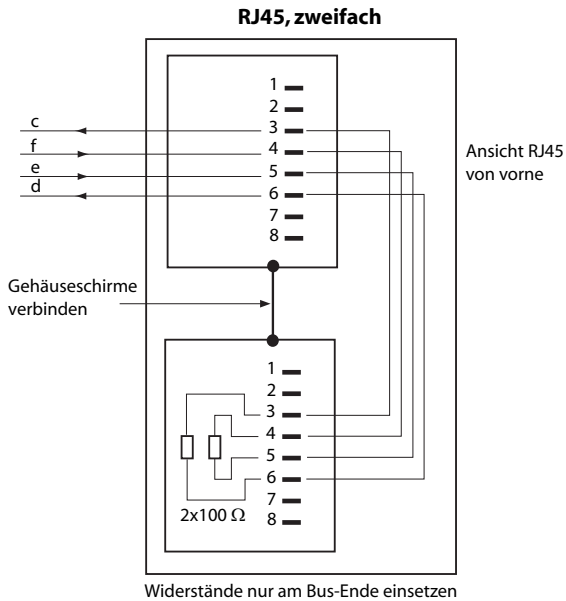 RJ45, zweifach
1
2
c 3
f 4
e 5
d 6
7
8
Ansicht RJ45
von vorne
Gehäuseschirme
verbinden
1
2
3
4
5
6
7
8
2x100 Ω
Widerstände nur am Bus-Ende einsetzen